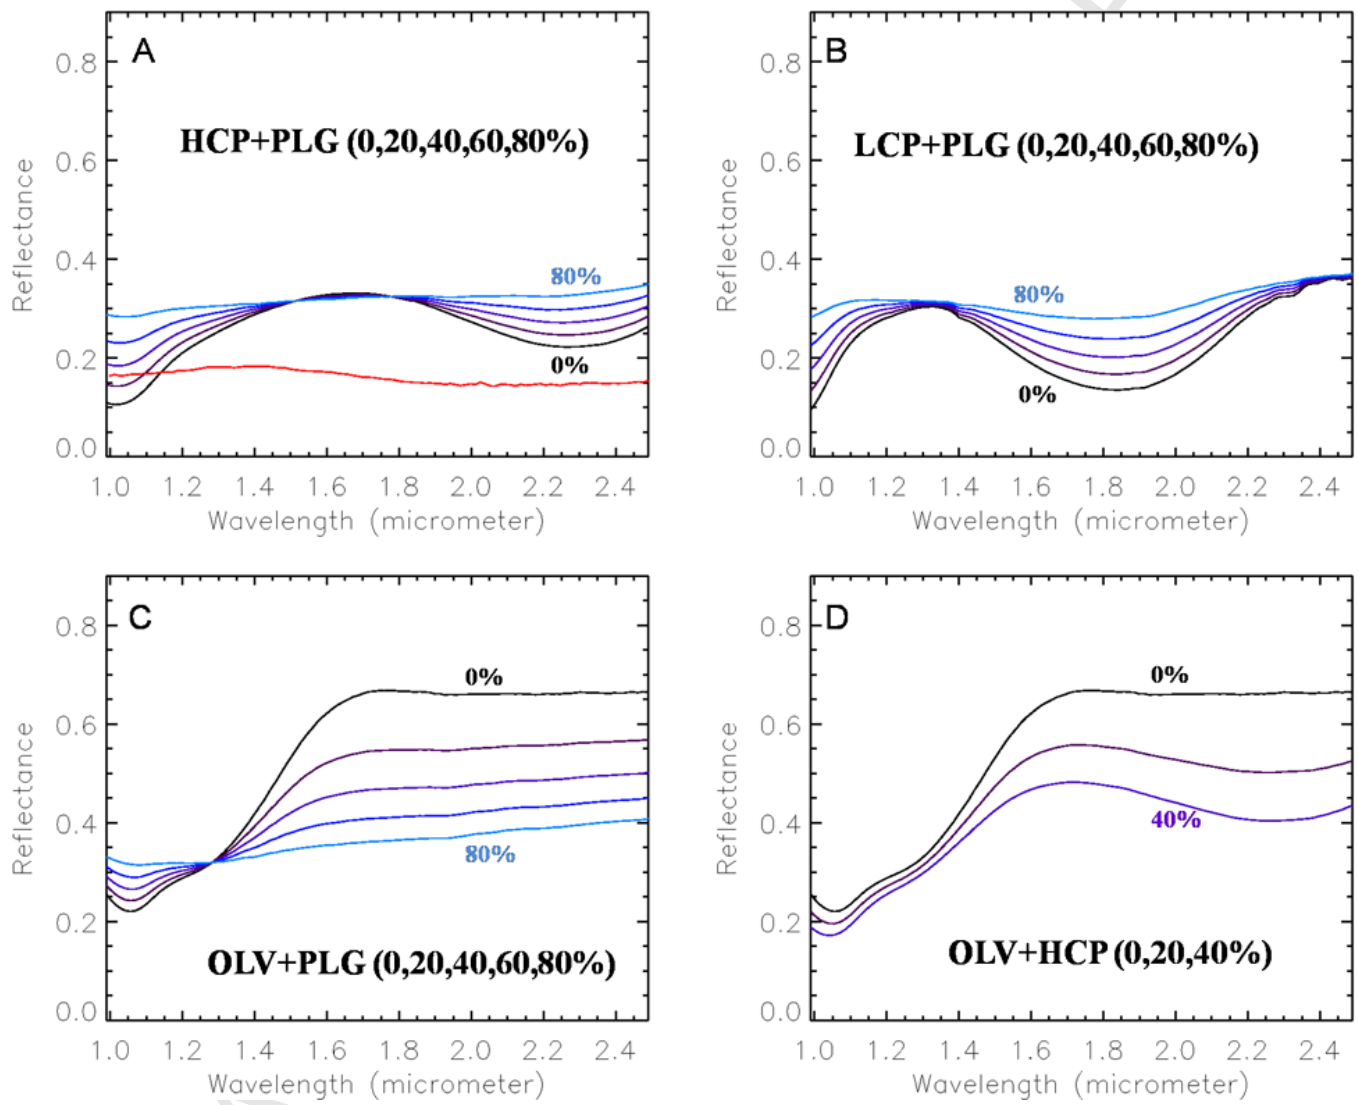 A
HCP+PLG (0,20,40,60,80%)
80%
0%
0.8
0.6
0.4
0.2
0.0
Reflectance
1.0 1.2 1.4 1.6 1.8 2.0 2.2 2.4
Wavelength (micrometer)
B
LCP+PLG (0,20,40,60,80%)
80%
0%
0.8
0.6
0.4
0.2
0.0
Reflectance
1.0 1.2 1.4 1.6 1.8 2.0 2.2 2.4
Wavelength (micrometer)
C
0%
80%
OLV+PLG (0,20,40,60,80%)
0.8
0.6
0.4
0.2
0.0
Reflectance
1.0 1.2 1.4 1.6 1.8 2.0 2.2 2.4
Wavelength (micrometer)
D
0%
40%
OLV+HCP (0,20,40%)
0.8
0.6
0.4
0.2
0.0
Reflectance
1.0 1.2 1.4 1.6 1.8 2.0 2.2 2.4
Wavelength (micrometer)